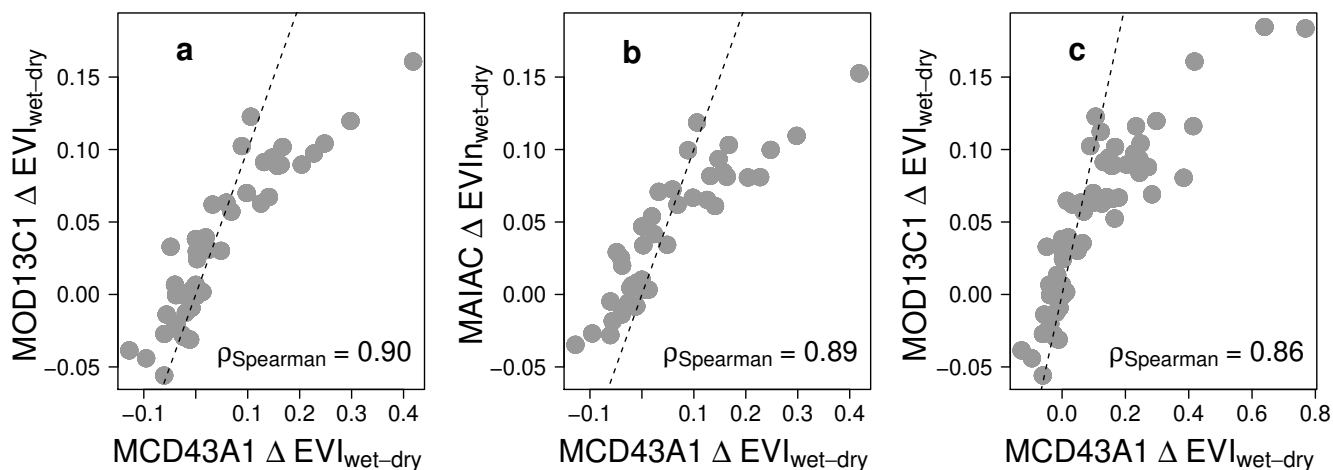 a
MOD13C1 Δ EVIwet−dry
0.15
0.10
0.05
0.00
−0.05
ρSpearman = 0.90
−0.1 0.1 0.2 0.3 0.4
MCD43A1 Δ EVIwet−dry
b
MAIAC Δ EVInwet−dry
0.15
0.10
0.05
0.00
−0.05
ρSpearman = 0.89
−0.1 0.1 0.2 0.3 0.4
MCD43A1 Δ EVIwet−dry
c
MOD13C1 Δ EVIwet−dry
0.15
0.10
0.05
0.00
−0.05
ρSpearman = 0.86
0.0 0.2 0.4 0.6 0.8
MCD43A1 Δ EVIwet−dry